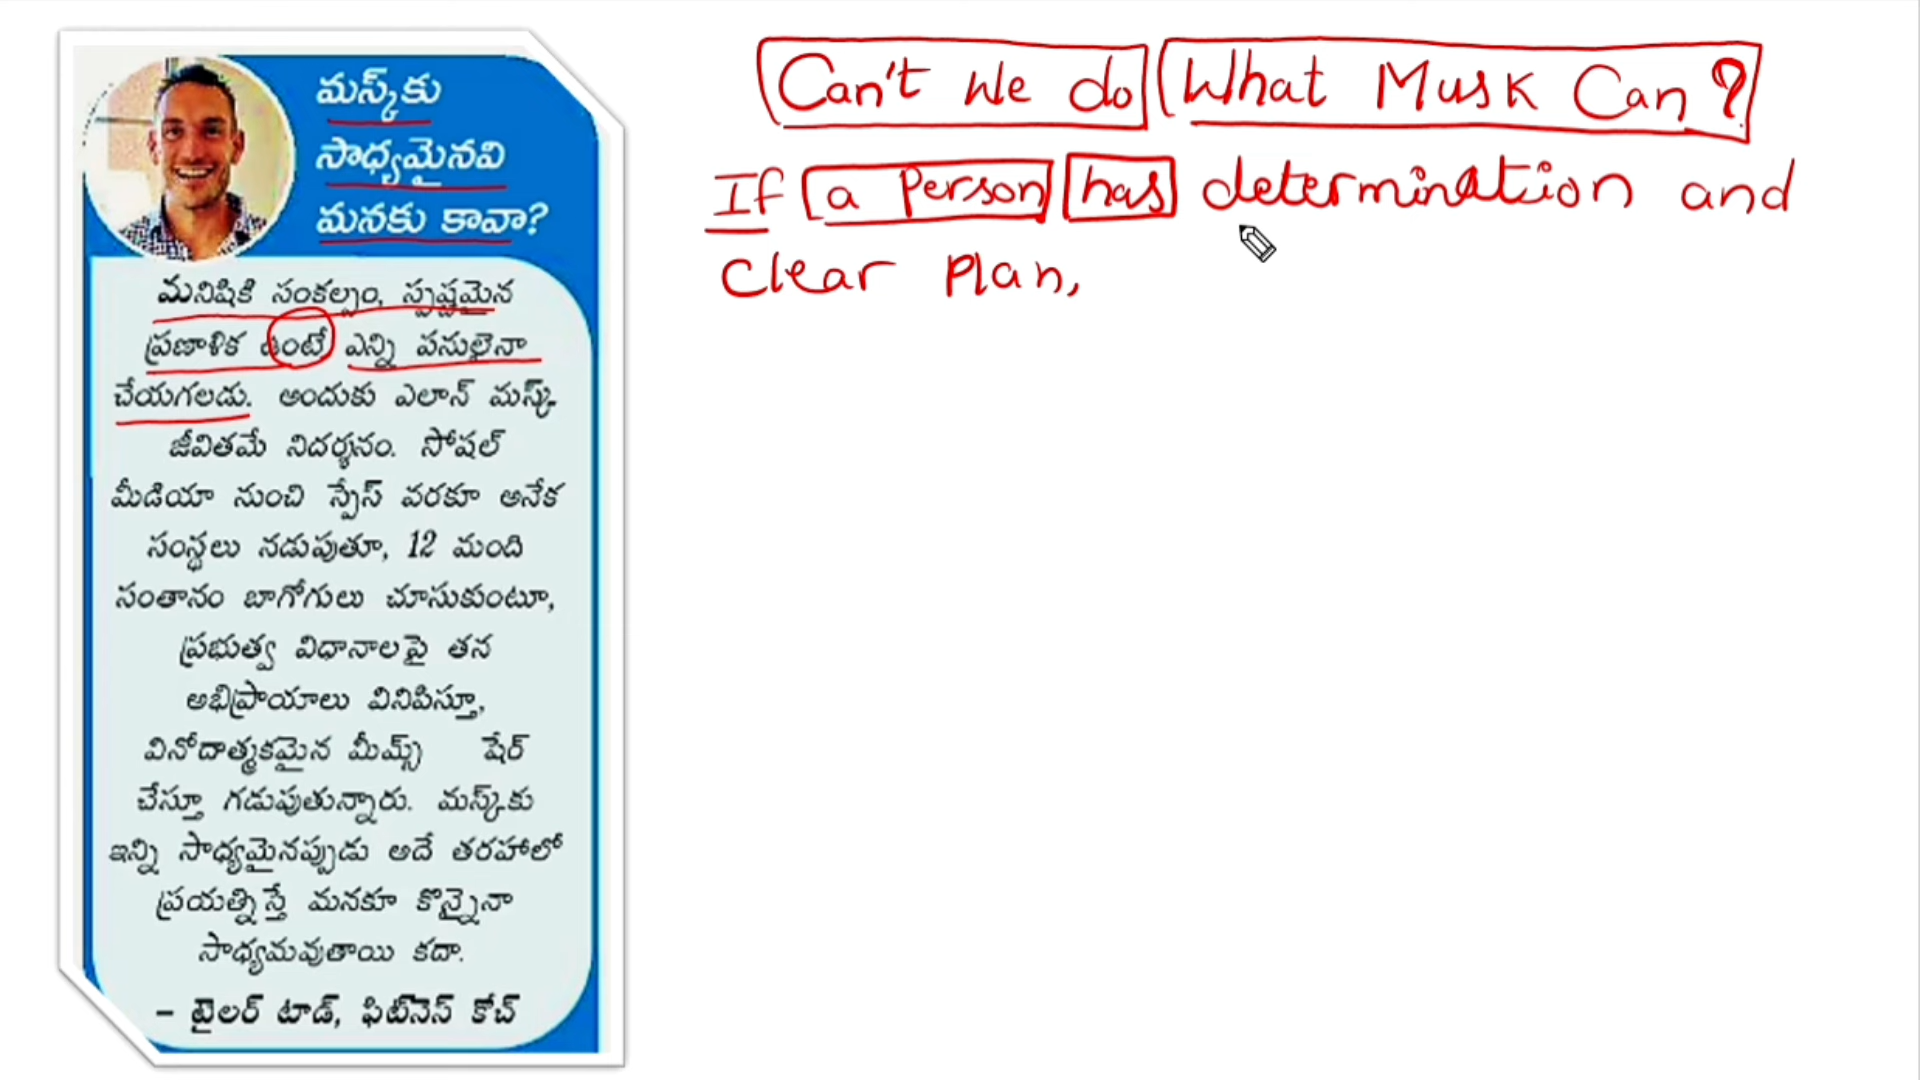 మస్క్‌కు
సాధ్యమైనవి
మనకు కావా?
మనిషికి సంకల్పం, స్పష్టమైన
ప్రణాళిక ఉంటే ఎన్ని పనులైనా
చేయగలడు. అందుకు ఎలాన్ మస్క్
జీవితమే నిదర్శనం. సోషల్
మీడియా నుంచి స్పేస్ వరకూ అనేక
సంస్థలు నడుపుతూ, 12 మంది
సంతానం బాగోగులు చూసుకుంటూ,
ప్రభుత్వ విధానాలపై తన
అభిప్రాయాలు వినిపిస్తూ,
వినోదాత్మకమైన మీమ్స్ షేర్
చేస్తూ గడుపుతున్నారు. మస్క్‌కు
ఇన్ని సాధ్యమైనప్పుడు అదే తరహాలో
ప్రయత్నిస్తే మనకూ కొన్నైనా
సాధ్యమవుతాయి కదా.
– టైలర్ టాడ్, ఫిట్‌నెస్ కోచ్
Can't We do What Musk Can?
If a Person has determination and
clear Plan,